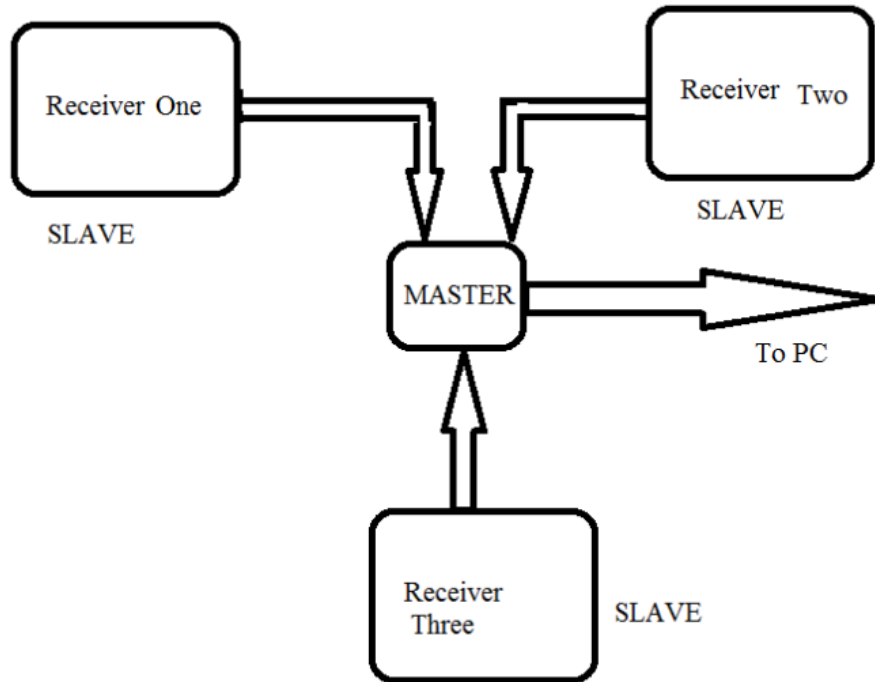 Receiver One
Receiver Two
SLAVE
SLAVE
MASTER
To PC
Receiver
Three
SLAVE